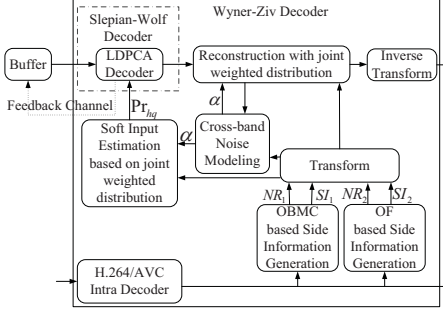 Wyner-Ziv Decoder
Slepian-Wolf
Decoder
Buffer
LDPCA
Decoder
Reconstruction with joint
weighted distribution
Inverse
Transform
Feedback Channel
Pr_hq
α
α
Soft Input
Estimation
based on joint
weighted
distribution
Cross-band
Noise
Modeling
Transform
NR₁ SI₁ NR₂ SI₂
OBMC
based Side
Information
Generation
OF
based Side
Information
Generation
H.264/AVC
Intra Decoder